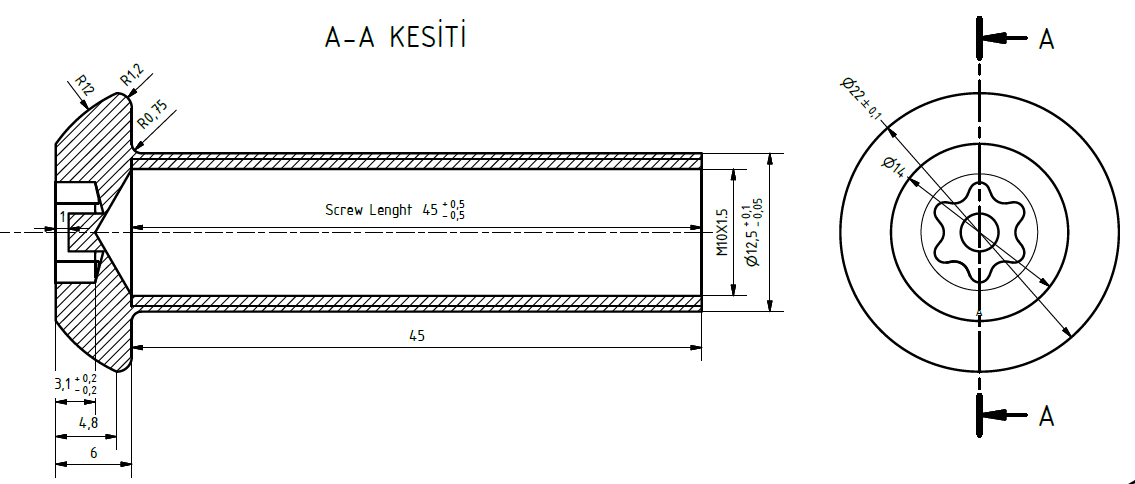 A-A KESİTİ
R12
R1,2
R0,75
1
Screw Lenght 45 +0,5 -0,5
M10X1.5
Ø12,5 +0,1 -0,05
45
3,1 +0,2 -0,2
4,8
6
A
Ø22±0,1
Ø14
A
A